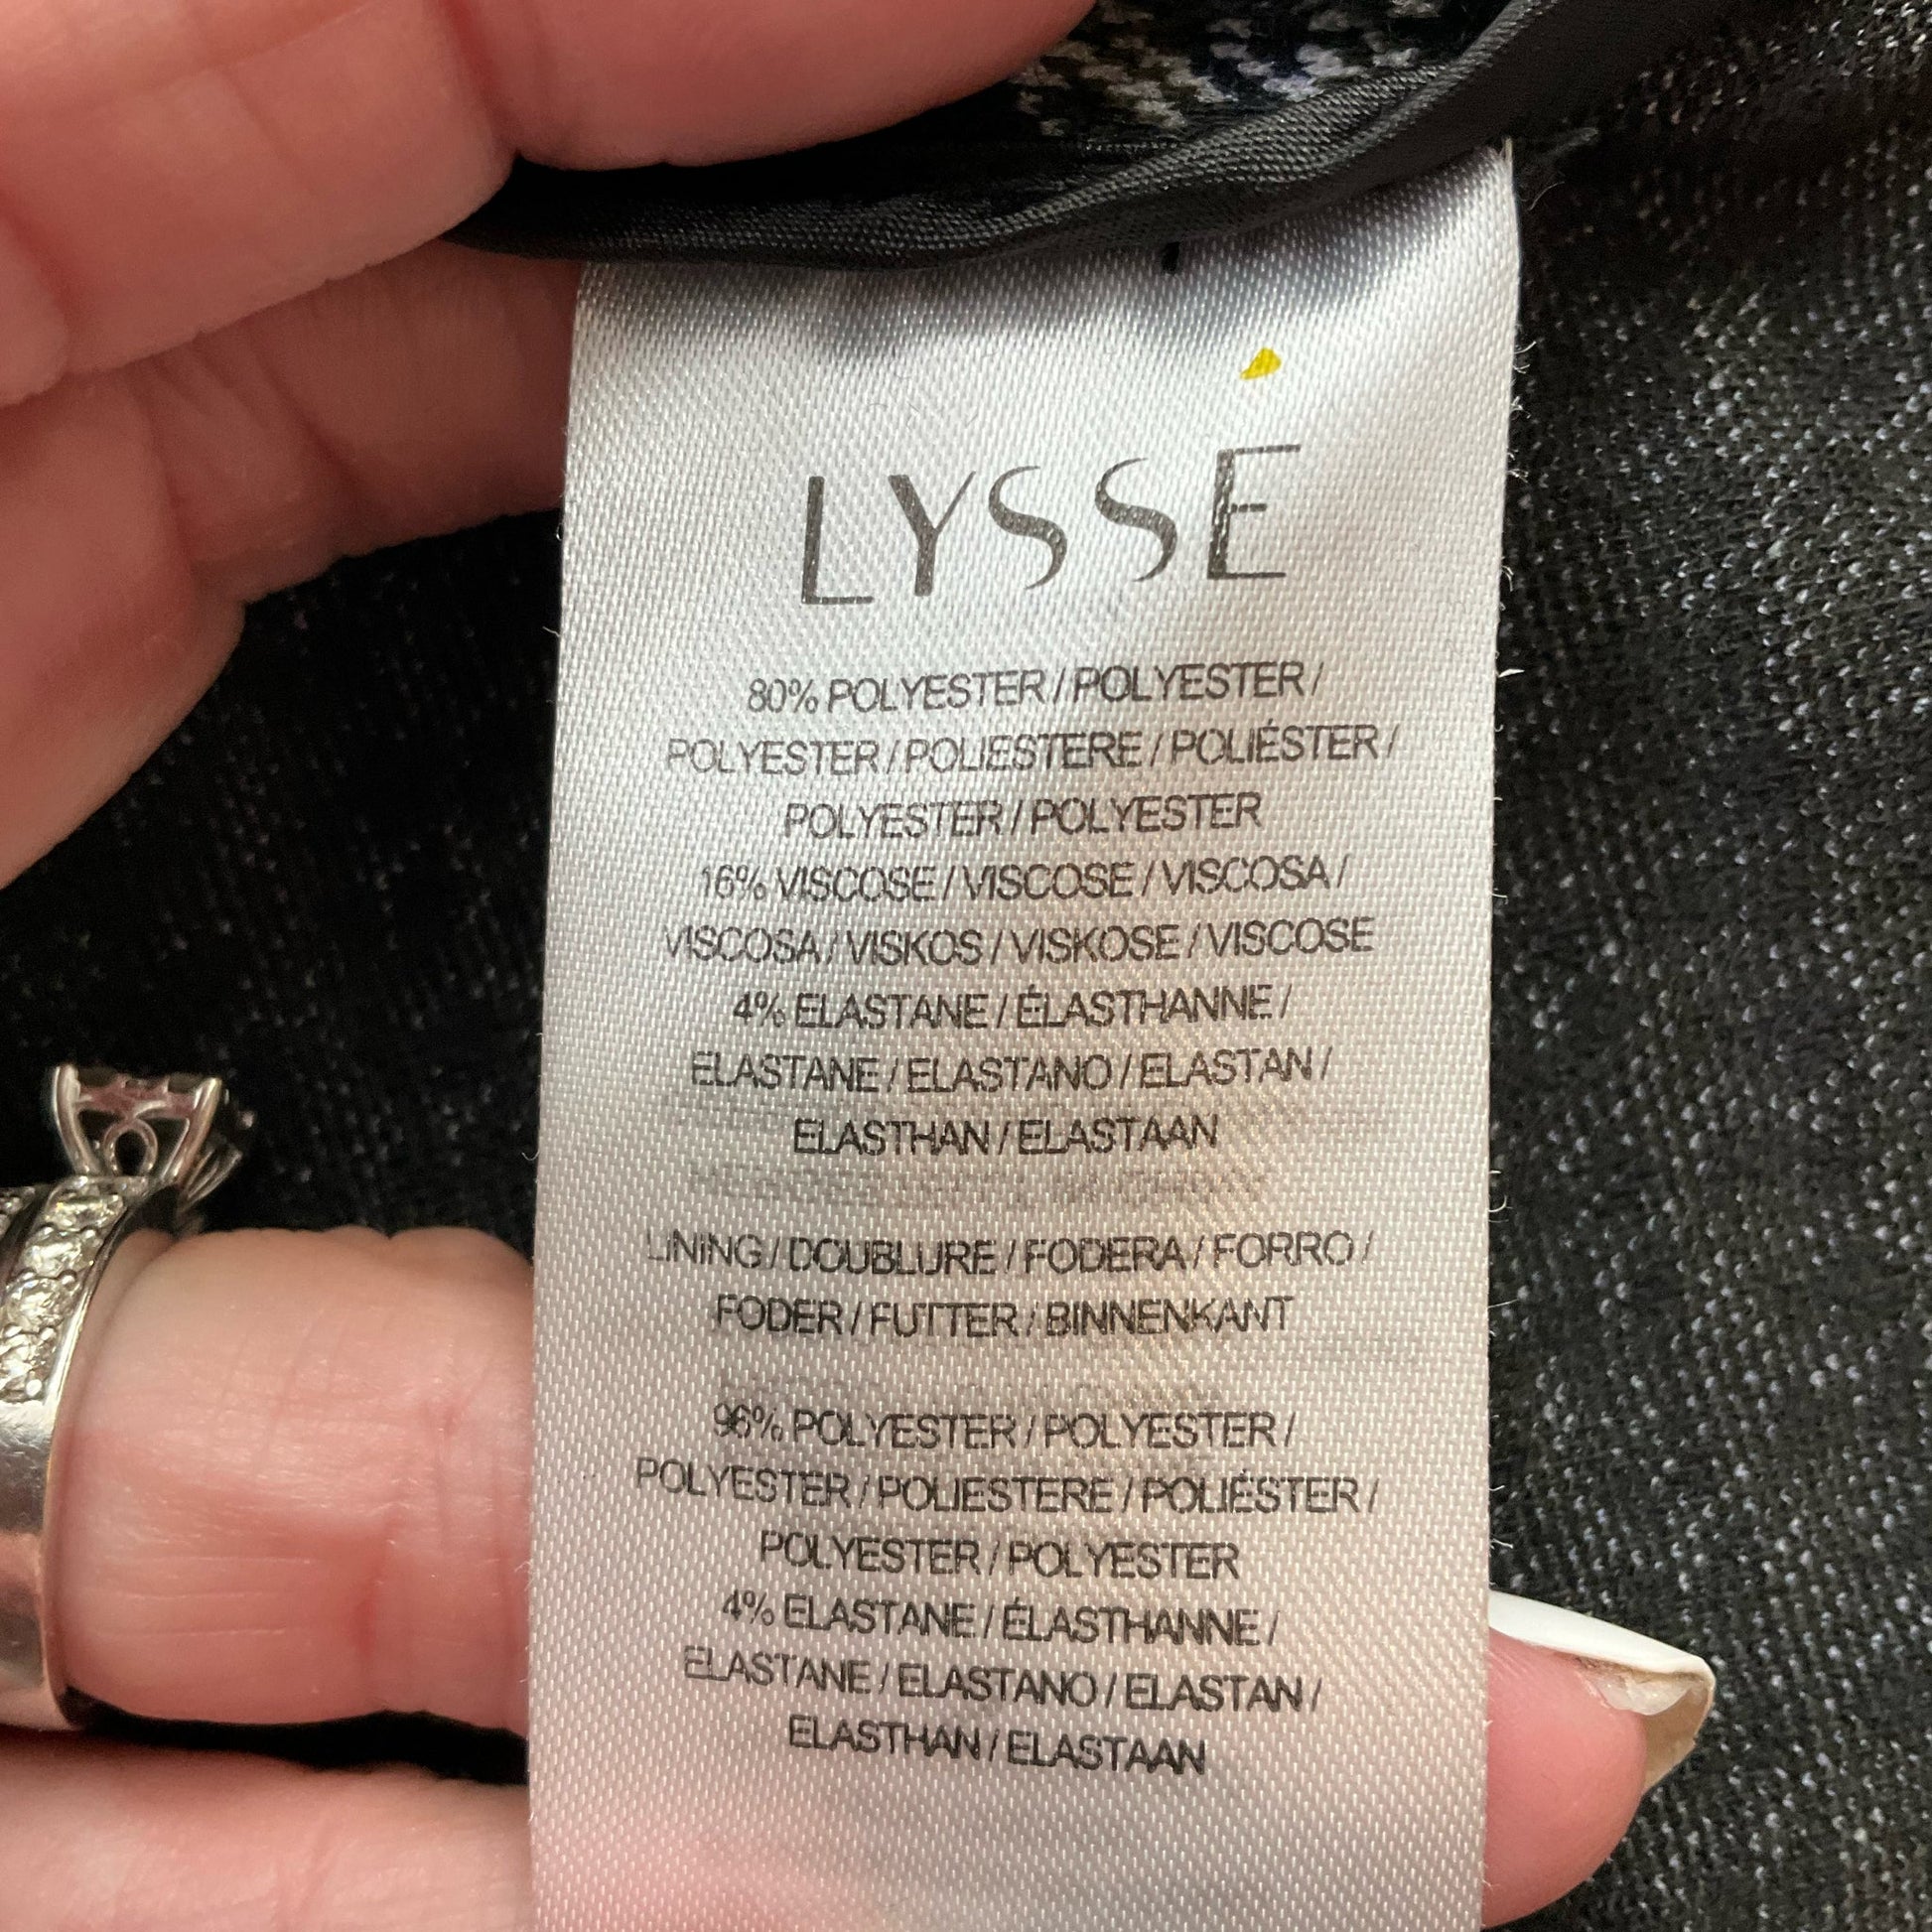 LYSSÉ
80% POLYESTER / POLYESTER /
POLYESTER / POLIESTERE / POLIÉSTER /
POLYESTER / POLYESTER
16% VISCOSE / VISCOSE / VISCOSA /
VISCOSA / VISKOS / VISKOSE / VISCOSE
4% ELASTANE / ÉLASTHANNE /
ELASTANE / ELASTANO / ELASTAN /
ELASTHAN / ELASTAAN
LINING / DOUBLURE / FODERA / FORRO /
FODER / FUTTER / BINNENKANT
96% POLYESTER / POLYESTER /
POLYESTER / POLIESTERE / POLIÉSTER /
POLYESTER / POLYESTER
4% ELASTANE / ÉLASTHANNE /
ELASTANE / ELASTANO / ELASTAN /
ELASTHAN / ELASTAAN